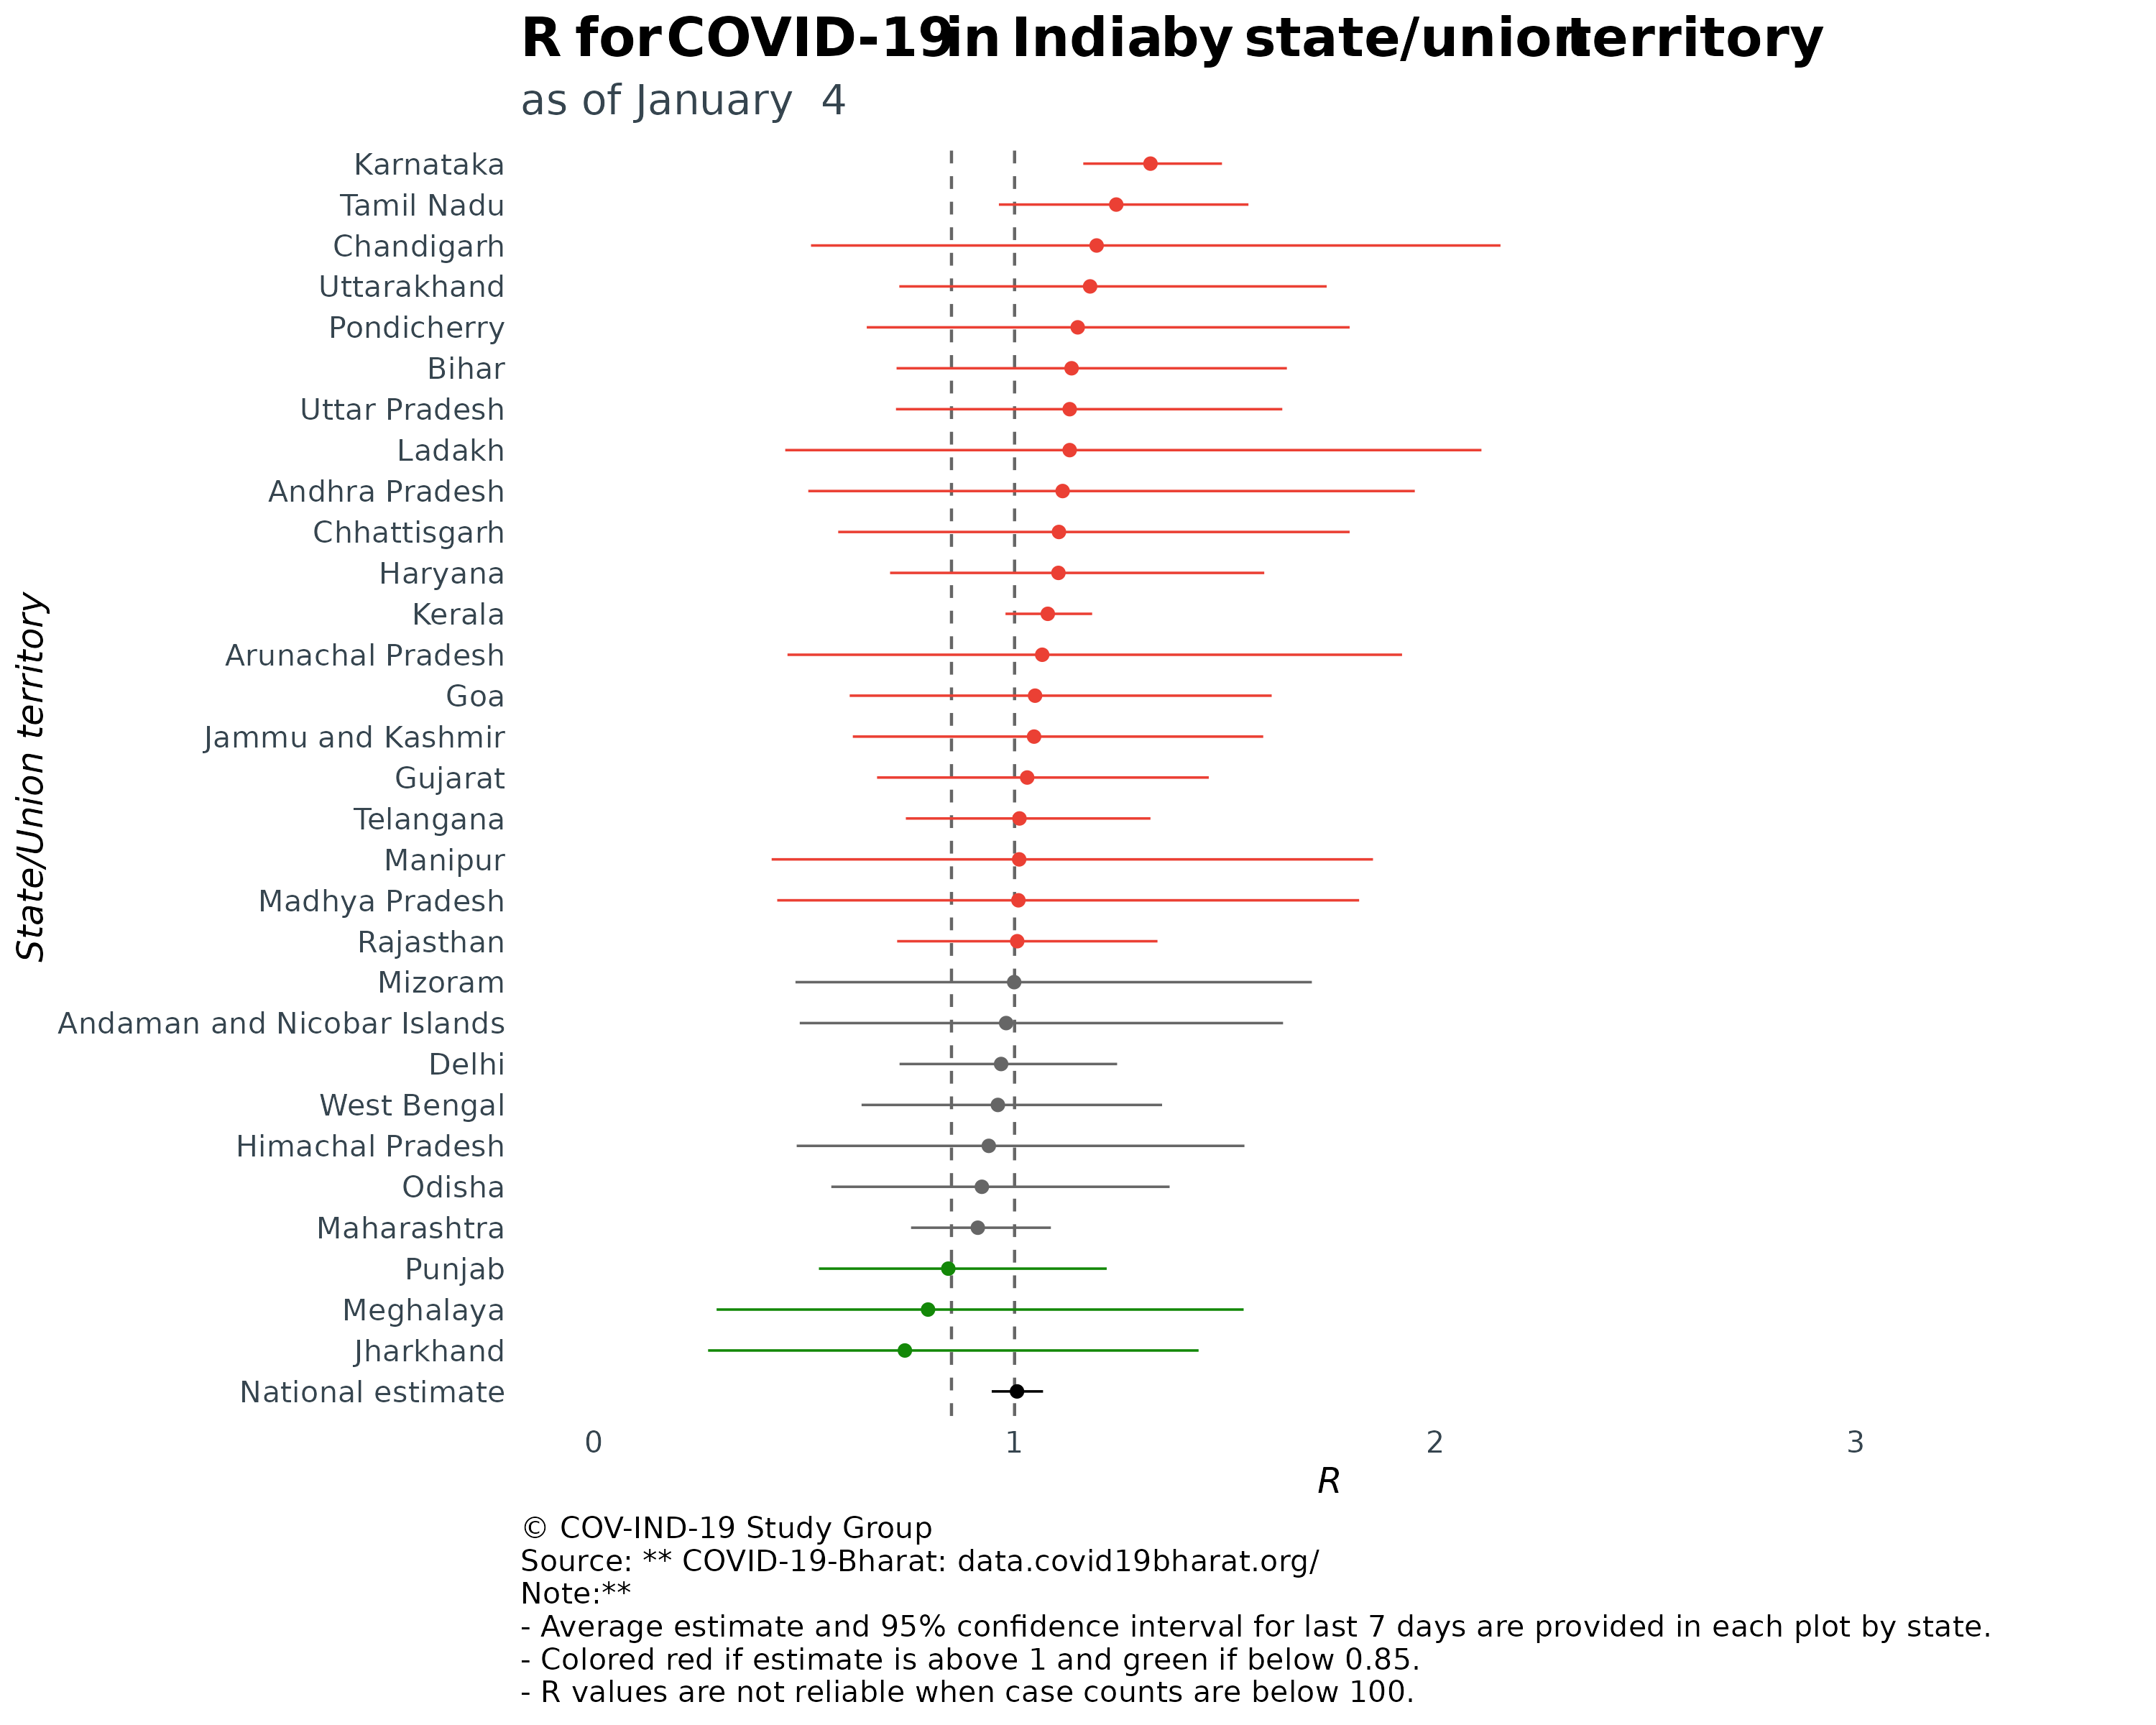 R for COVID-19 in India by state/union territory
as of January 4
Karnataka
Tamil Nadu
Chandigarh
Uttarakhand
Pondicherry
Bihar
Uttar Pradesh
Ladakh
Andhra Pradesh
Chhattisgarh
Haryana
Kerala
Arunachal Pradesh
Goa
Jammu and Kashmir
Gujarat
Telangana
Manipur
Madhya Pradesh
Rajasthan
Mizoram
Andaman and Nicobar Islands
Delhi
West Bengal
Himachal Pradesh
Odisha
Maharashtra
Punjab
Meghalaya
Jharkhand
National estimate
State/Union territory
0 1 2 3
R
© COV-IND-19 Study Group
Source: ** COVID-19-Bharat: data.covid19bharat.org/
Note:**
- Average estimate and 95% confidence interval for last 7 days are provided in each plot by state.
- Colored red if estimate is above 1 and green if below 0.85.
- R values are not reliable when case counts are below 100.